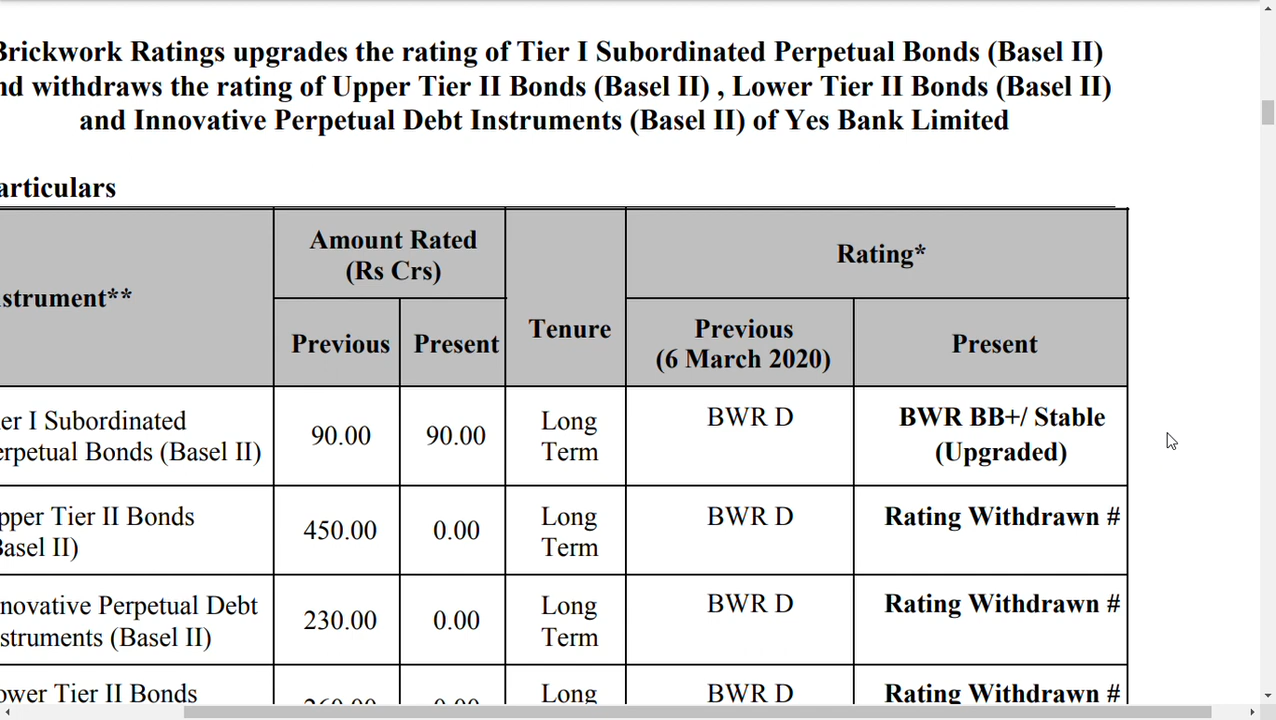 Brickwork Ratings upgrades the rating of Tier I Subordinated Perpetual Bonds (Basel II)
nd withdraws the rating of Upper Tier II Bonds (Basel II) , Lower Tier II Bonds (Basel II)
and Innovative Perpetual Debt Instruments (Basel II) of Yes Bank Limited
articulars
strument**
Amount Rated
(Rs Crs)
Tenure
Rating*
Previous
Present
Previous
(6 March 2020)
Present
er I Subordinated
erpetual Bonds (Basel II)
90.00
90.00
Long
Term
BWR D
BWR BB+/ Stable
(Upgraded)
pper Tier II Bonds
Basel II)
450.00
0.00
Long
Term
BWR D
Rating Withdrawn #
novative Perpetual Debt
struments (Basel II)
230.00
0.00
Long
Term
BWR D
Rating Withdrawn #
ower Tier II Bonds
0.00
Long
BWR D
Rating Withdrawn #